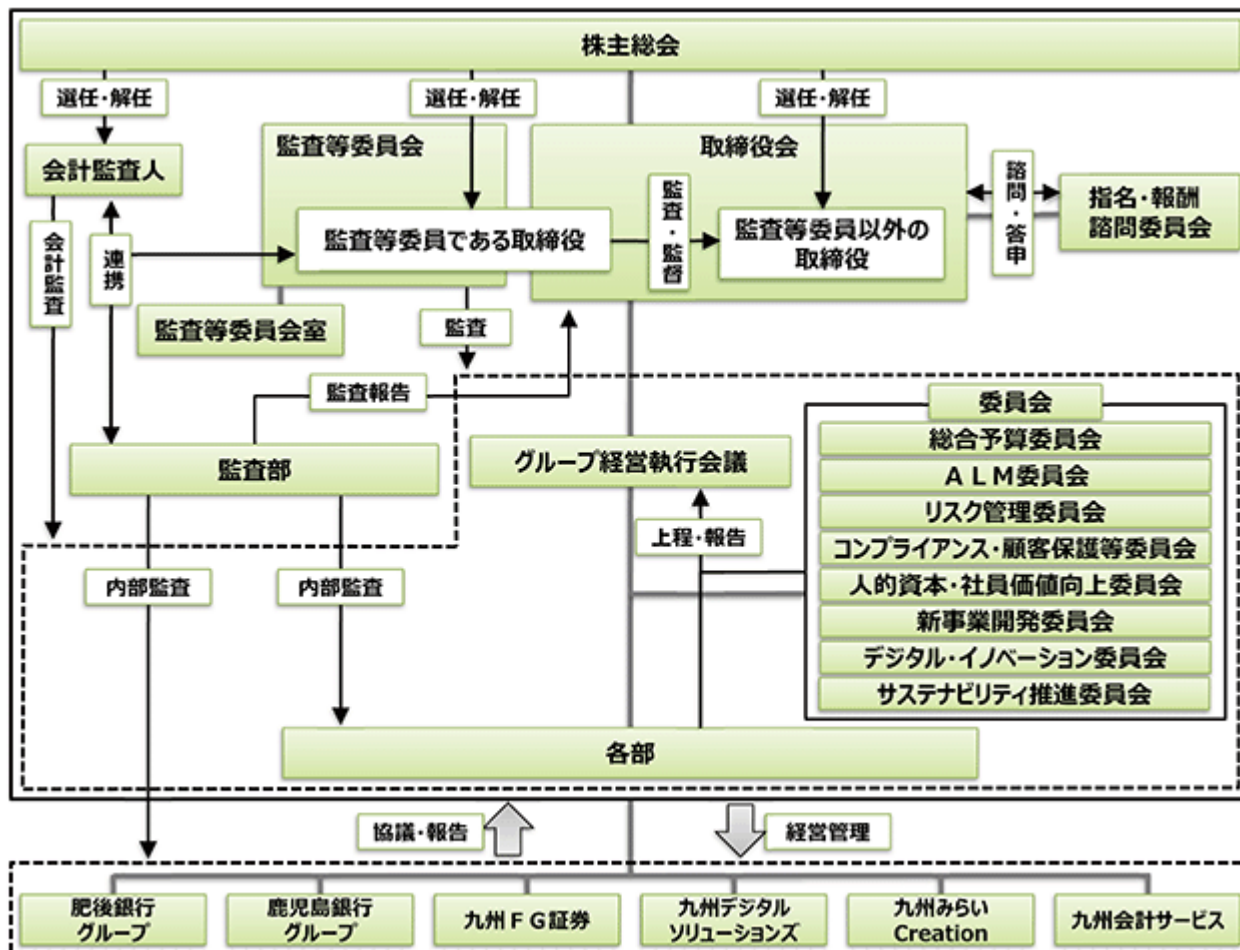 株主総会
選任・解任
選任・解任
選任・解任
会計監査人
監査等委員会
取締役会
監査等委員である取締役
監査・監督
監査等委員以外の
取締役
諮問・答申
指名・報酬
諮問委員会
会計監査
連携
監査等委員会室
監査
監査報告
監査部
グループ経営執行会議
上程・報告
委員会
総合予算委員会
ＡＬＭ委員会
リスク管理委員会
コンプライアンス・顧客保護等委員会
人的資本・社員価値向上委員会
新事業開発委員会
デジタル・イノベーション委員会
サステナビリティ推進委員会
内部監査
内部監査
各部
協議・報告
経営管理
肥後銀行
グループ
鹿児島銀行
グループ
九州ＦＧ証券
九州デジタル
ソリューションズ
九州みらい
Creation
九州会計サービス